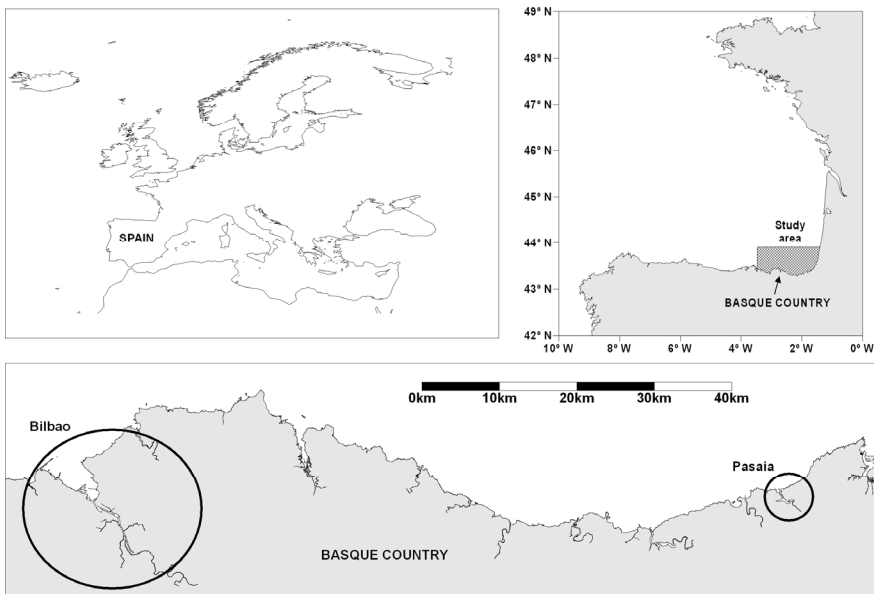 SPAIN
49° N
48° N
47° N
46° N
45° N
44° N
43° N
42° N
Study
area
BASQUE COUNTRY
10° W 8° W 6° W 4° W 2° W 0° W
0km 10km 20km 30km 40km
Bilbao
Pasaia
BASQUE COUNTRY